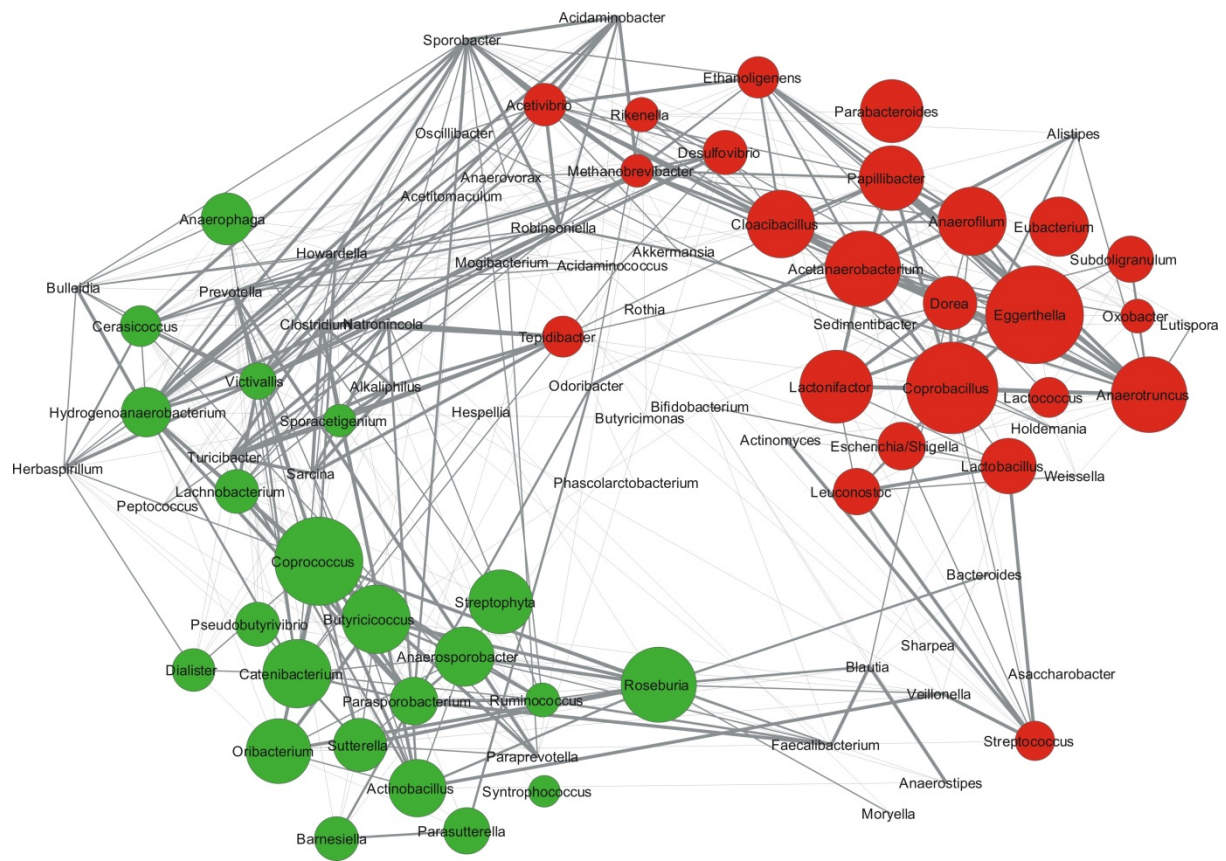 Acidaminobacter
Sporobacter
Ethanoligenens
Acetivibrio
Rikenella
Parabacteroides
Oscillibacter
Alistipes
Desulfovibrio
Methanobrevibacter
Anaerovorax
Papillibacter
Acetitomaculum
Anaerophaga
Robinsoniella
Cloacibacillus
Anaerofilum
Eubacterium
Howardella
Akkermansia
Mogibacterium
Acidaminococcus
Acetanaerobacterium
Subdoligranulum
Bulleidia
Prevotella
Dorea
Rothia
Eggerthella
Oxobacter
Cerasicoccus
Clostridium
Natronincola
Lutispora
Tepidibacter
Sedimentibacter
Victivallis
Alkaliphilus
Odoribacter
Lactonifactor
Coprobacillus
Lactococcus
Anaerotruncus
Hydrogenoanaerobacterium
Sporacetigenium
Hespellia
Butyricimonas
Bifidobacterium
Holdemania
Actinomyces
Escherichia/Shigella
Turicibacter
Herbaspirillum
Sarcina
Lactobacillus
Weissella
Lachnobacterium
Phascolarctobacterium
Leuconostoc
Peptococcus
Coprococcus
Bacteroides
Streptophyta
Pseudobutyrivibrio
Butyricicoccus
Sharpea
Anaerosporobacter
Dialister
Catenibacterium
Blautia
Asaccharobacter
Roseburia
Parasporobacterium
Ruminococcus
Veillonella
Oribacterium
Sutterella
Faecalibacterium
Streptococcus
Paraprevotella
Actinobacillus
Syntrophococcus
Anaerostipes
Moryella
Barnesiella
Parasutterella